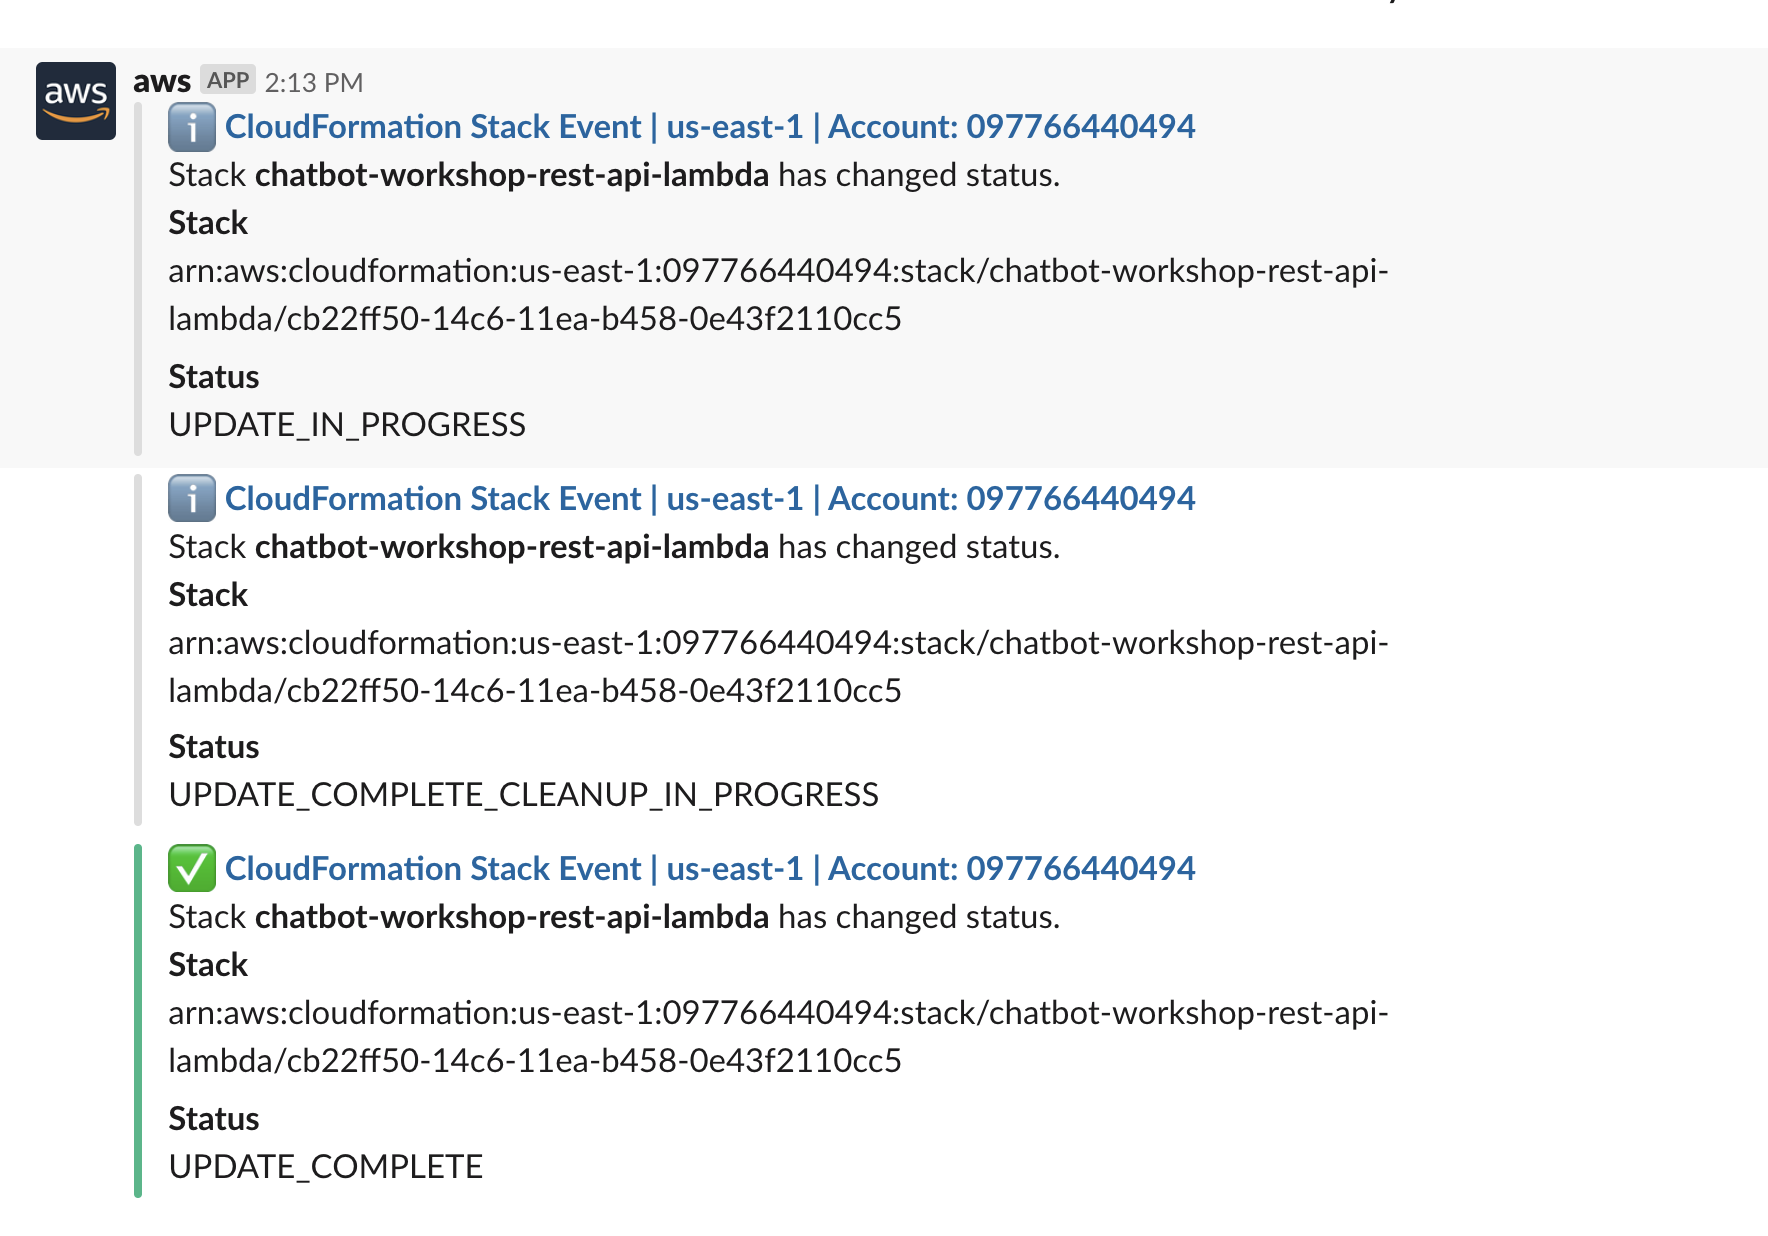 aws
aws APP 2:13 PM
CloudFormation Stack Event | us-east-1 | Account: 097766440494
Stack chatbot-workshop-rest-api-lambda has changed status.
Stack
arn:aws:cloudformation:us-east-1:097766440494:stack/chatbot-workshop-rest-api-
lambda/cb22ff50-14c6-11ea-b458-0e43f2110cc5
Status
UPDATE_IN_PROGRESS
CloudFormation Stack Event | us-east-1 | Account: 097766440494
Stack chatbot-workshop-rest-api-lambda has changed status.
Stack
arn:aws:cloudformation:us-east-1:097766440494:stack/chatbot-workshop-rest-api-
lambda/cb22ff50-14c6-11ea-b458-0e43f2110cc5
Status
UPDATE_COMPLETE_CLEANUP_IN_PROGRESS
CloudFormation Stack Event | us-east-1 | Account: 097766440494
Stack chatbot-workshop-rest-api-lambda has changed status.
Stack
arn:aws:cloudformation:us-east-1:097766440494:stack/chatbot-workshop-rest-api-
lambda/cb22ff50-14c6-11ea-b458-0e43f2110cc5
Status
UPDATE_COMPLETE